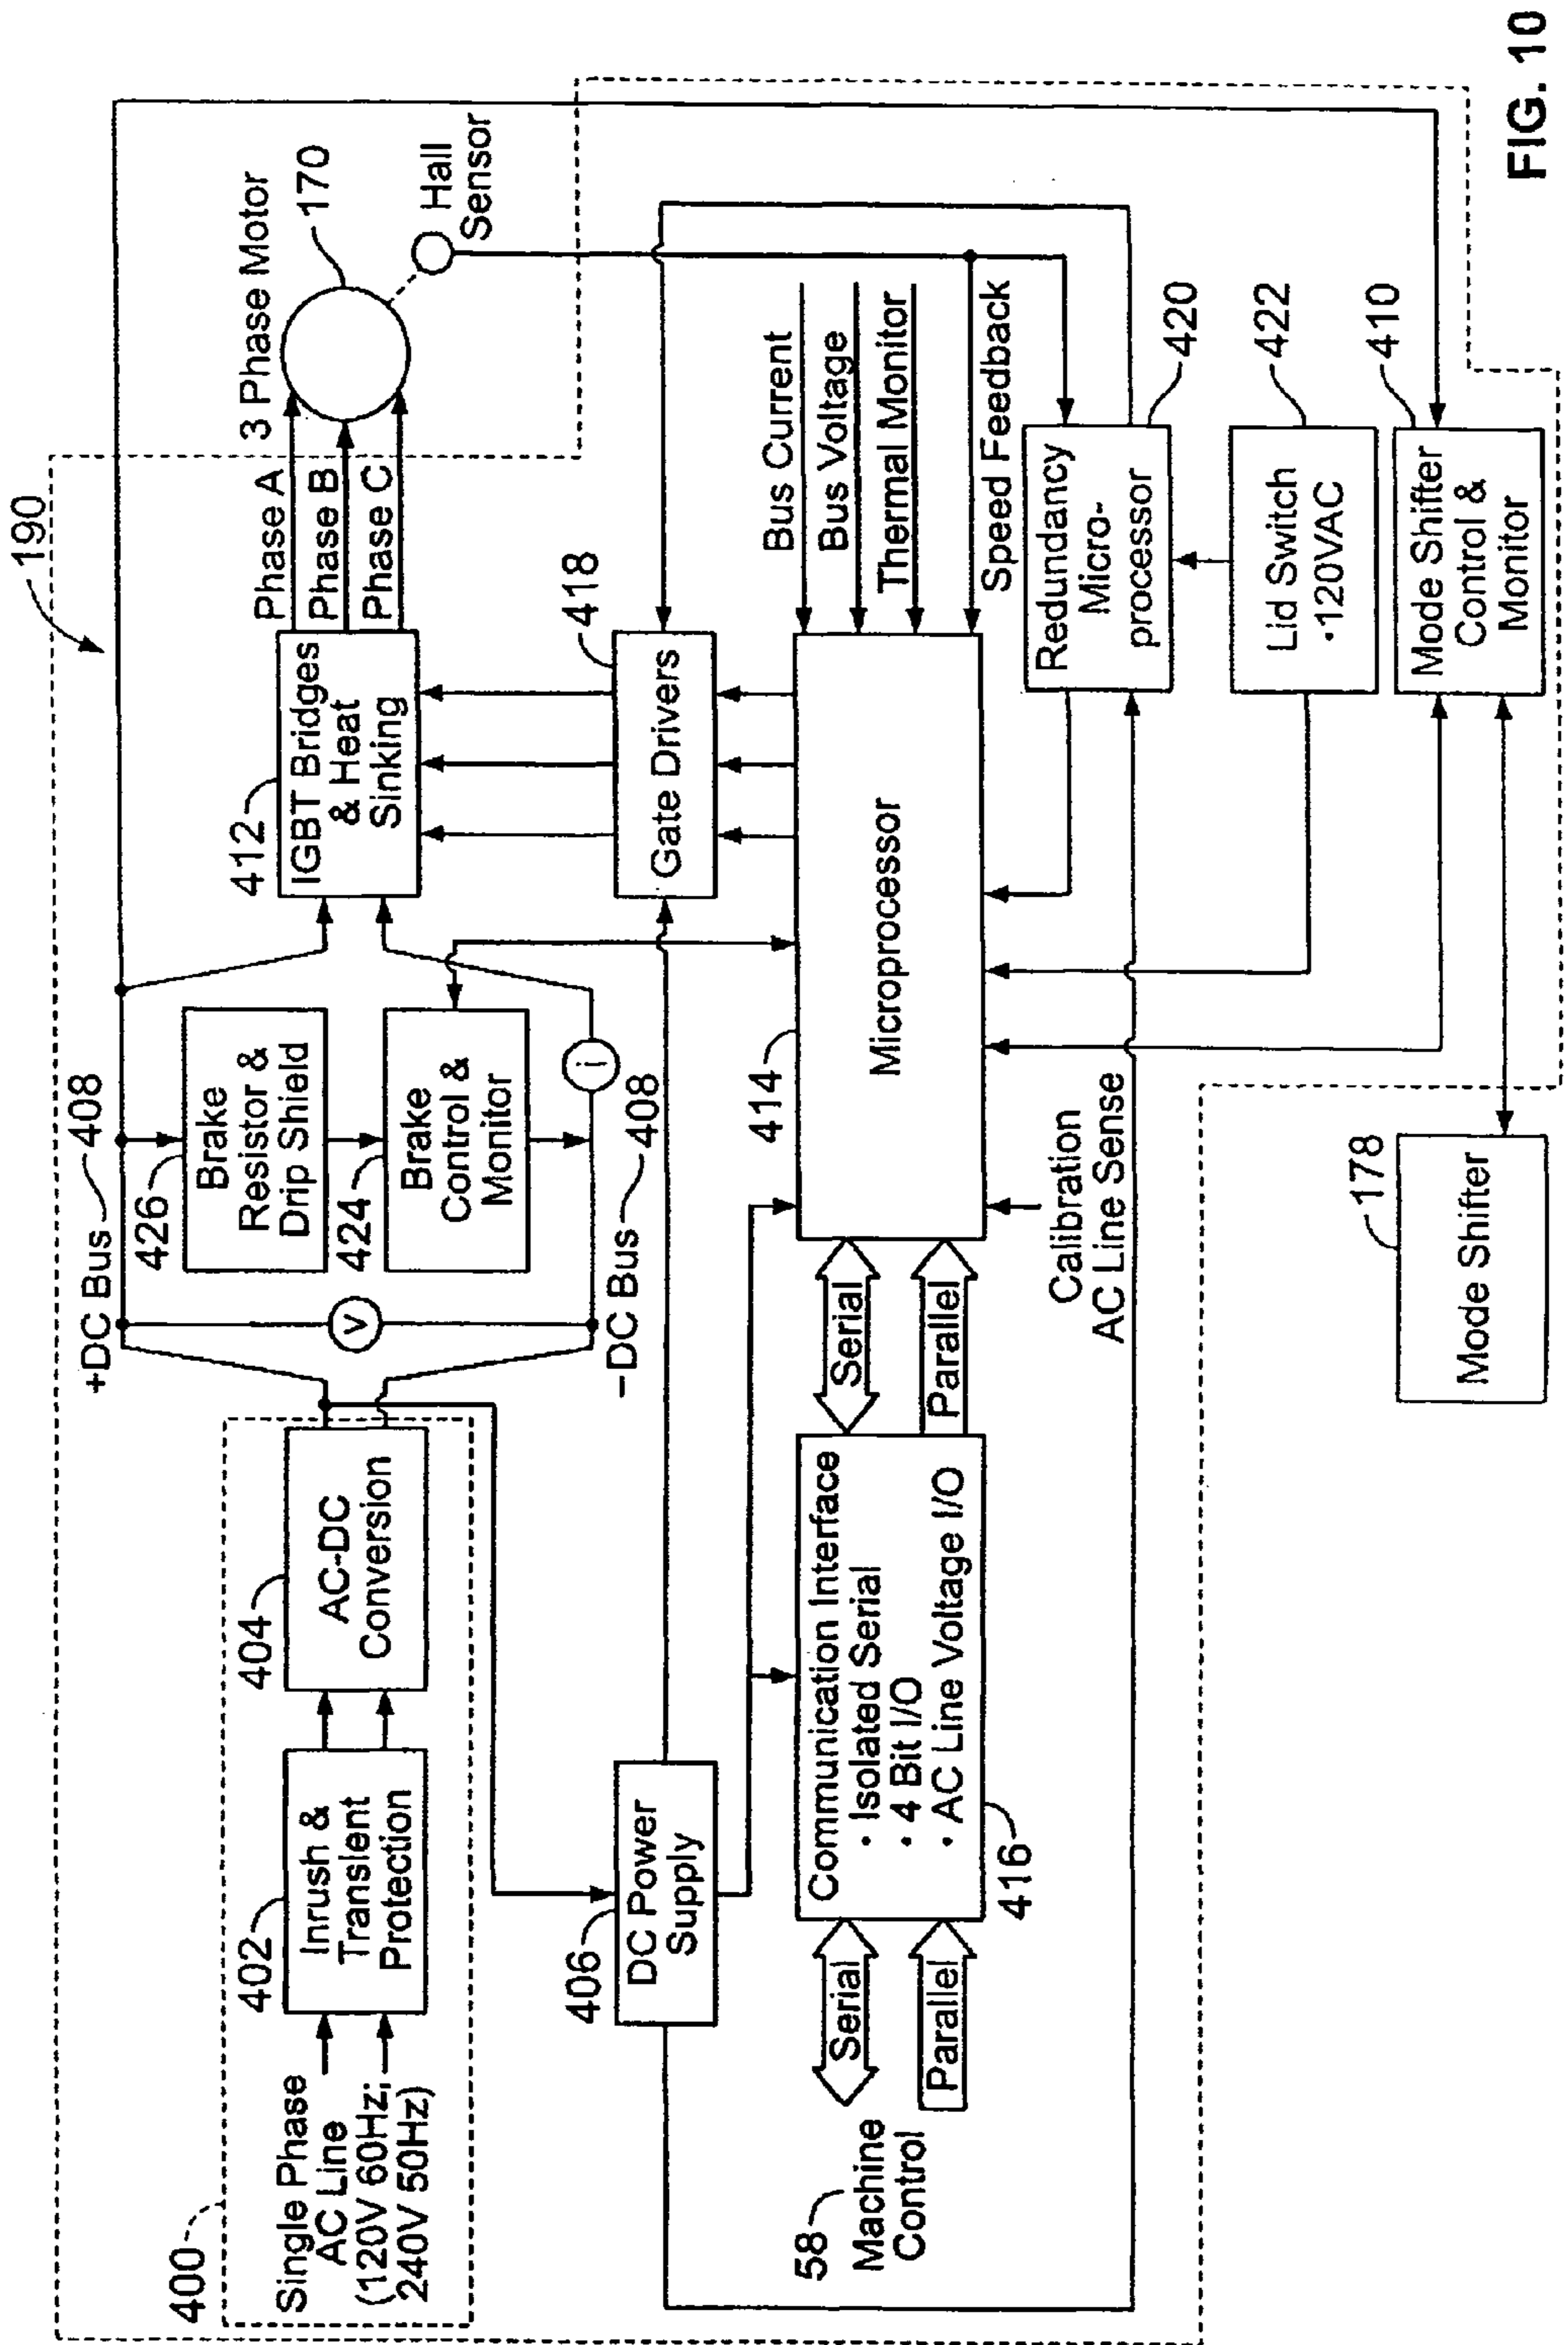 190
400
Single Phase
AC Line
(120V 60Hz;
240V 50Hz)
402
Inrush &
Translent
Protection
404
AC-DC
Conversion
+DC Bus
408
426
Brake
Resistor &
Drip Shield
424
Brake
Control &
Monitor
V
i
−DC Bus
408
412
IGBT Bridges
& Heat
Sinking
Phase A
Phase B
Phase C
3 Phase Motor
170
Hall
Sensor
406
DC Power
Supply
418
Gate Drivers
58
Machine
Control
Serial
Parallel
Communication Interface
• Isolated Serial
• 4 Bit I/O
• AC Line Voltage I/O
416
Serial
Parallel
414
Microprocessor
Bus Current
Bus Voltage
Thermal Monitor
Speed Feedback
Calibration
AC Line Sense
Redundancy
Micro-
processor
420
Lid Switch
•120VAC
422
Mode Shifter
Control &
Monitor
410
178
Mode Shifter
FIG. 10